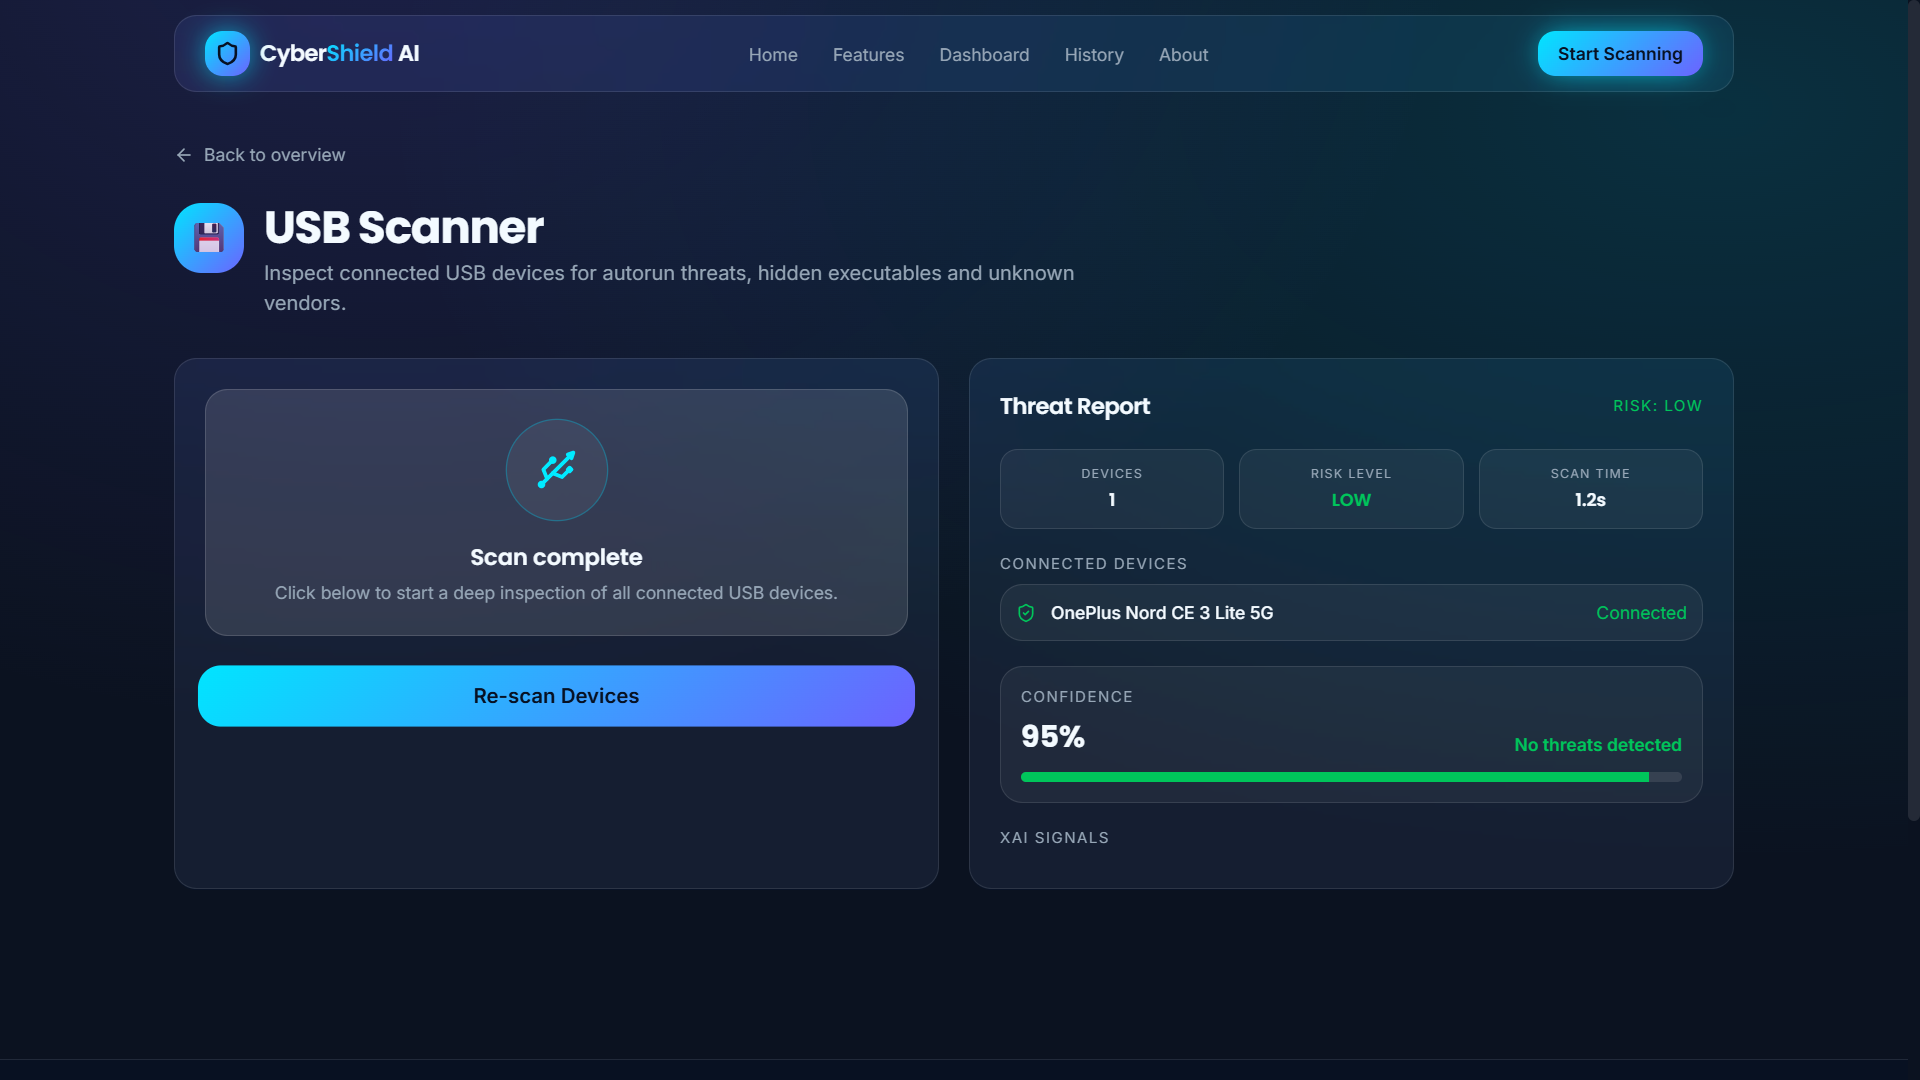 CyberShield AI
Home
Features
Dashboard
History
About
Start Scanning
Back to overview
USB Scanner
Inspect connected USB devices for autorun threats, hidden executables and unknown
vendors.
Scan complete
Click below to start a deep inspection of all connected USB devices.
Re-scan Devices
Threat Report
RISK: LOW
DEVICES
1
RISK LEVEL
LOW
SCAN TIME
1.2s
CONNECTED DEVICES
OnePlus Nord CE 3 Lite 5G
Connected
CONFIDENCE
95%
No threats detected
XAI SIGNALS